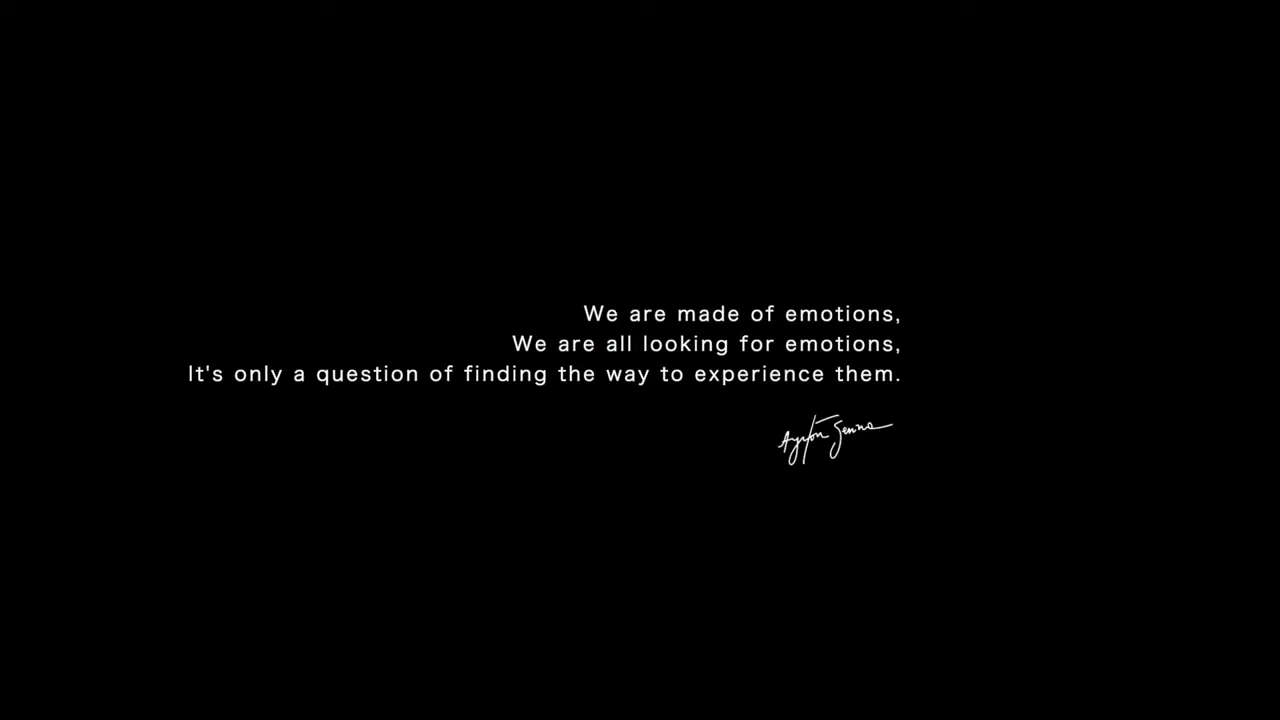 We are made of emotions,
We are all looking for emotions,
It's only a question of finding the way to experience them.
Ayrton Senna